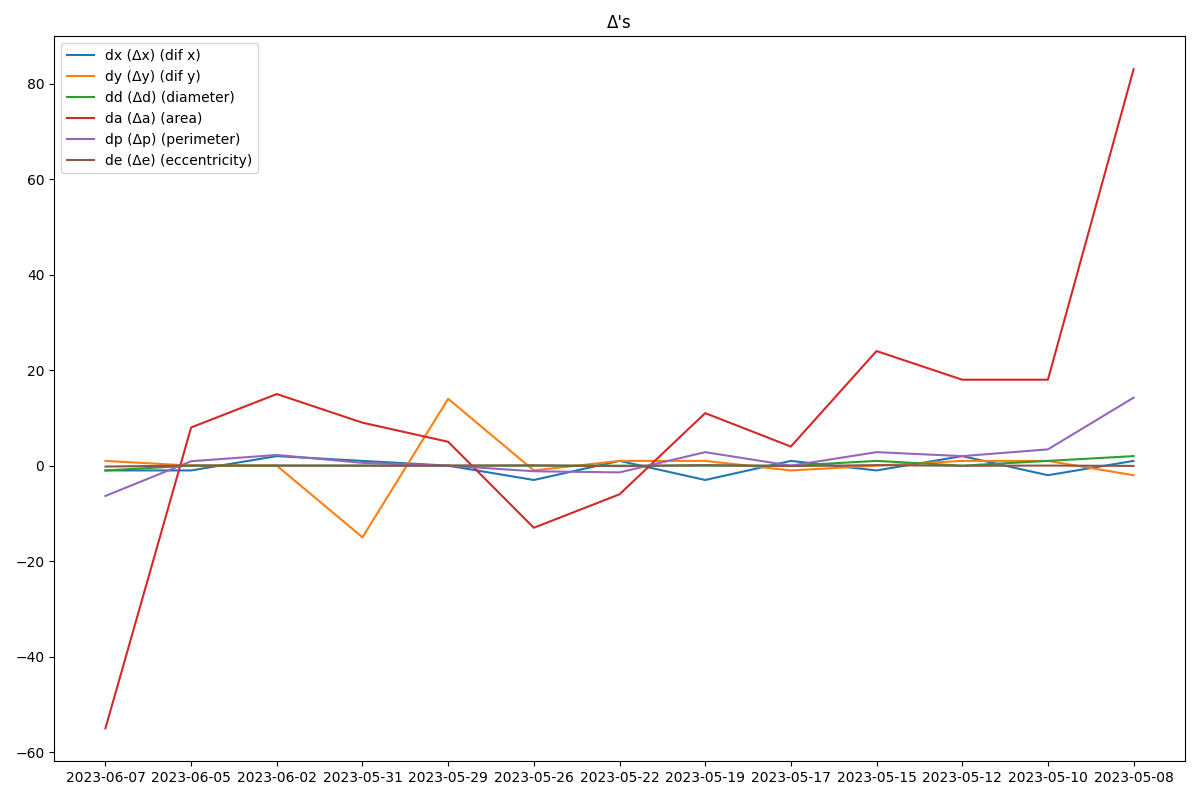 Δ's
dx (Δx) (dif x)
dy (Δy) (dif y)
dd (Δd) (diameter)
da (Δa) (area)
dp (Δp) (perimeter)
de (Δe) (eccentricity)
80
60
40
20
0
−20
−40
−60
2023-06-07 2023-06-05 2023-06-02 2023-05-31 2023-05-29 2023-05-26 2023-05-22 2023-05-19 2023-05-17 2023-05-15 2023-05-12 2023-05-10 2023-05-08